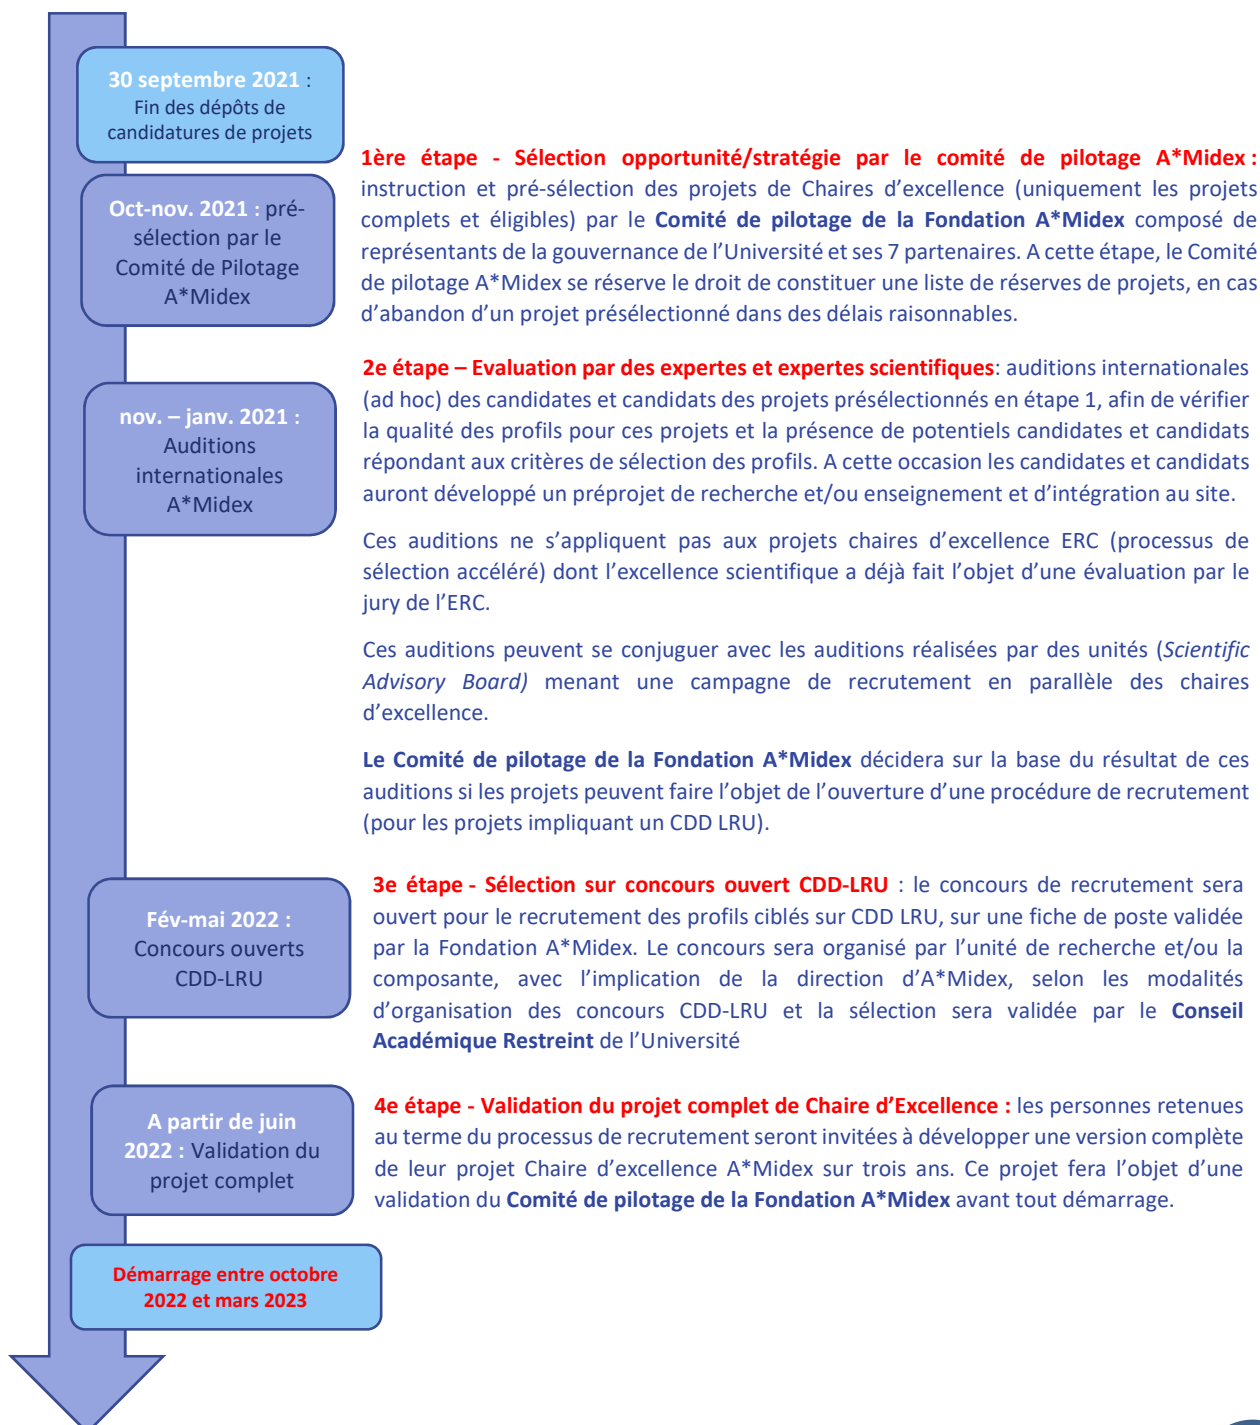 30 septembre 2021 :
Fin des dépôts de
candidatures de projets
1ère étape - Sélection opportunité/stratégie par le comité de pilotage A*Midex :
instruction et pré-sélection des projets de Chaires d’excellence (uniquement les projets
complets et éligibles) par le Comité de pilotage de la Fondation A*Midex composé de
représentants de la gouvernance de l’Université et ses 7 partenaires. A cette étape, le Comité
de pilotage A*Midex se réserve le droit de constituer une liste de réserves de projets, en cas
d’abandon d’un projet présélectionné dans des délais raisonnables.
Oct-nov. 2021 : pré-
sélection par le
Comité de Pilotage
A*Midex
2e étape – Evaluation par des expertes et expertes scientifiques: auditions internationales
(ad hoc) des candidates et candidats des projets présélectionnés en étape 1, afin de vérifier
la qualité des profils pour ces projets et la présence de potentiels candidates et candidats
répondant aux critères de sélection des profils. A cette occasion les candidates et candidats
auront développé un préprojet de recherche et/ou enseignement et d’intégration au site.
nov. – janv. 2021 :
Auditions
internationales
A*Midex
Ces auditions ne s’appliquent pas aux projets chaires d’excellence ERC (processus de
sélection accéléré) dont l’excellence scientifique a déjà fait l’objet d’une évaluation par le
jury de l’ERC.
Ces auditions peuvent se conjuguer avec les auditions réalisées par des unités (Scientific
Advisory Board) menant une campagne de recrutement en parallèle des chaires
d’excellence.
Le Comité de pilotage de la Fondation A*Midex décidera sur la base du résultat de ces
auditions si les projets peuvent faire l’objet de l’ouverture d’une procédure de recrutement
(pour les projets impliquant un CDD LRU).
Fév-mai 2022 :
Concours ouverts
CDD-LRU
3e étape - Sélection sur concours ouvert CDD-LRU : le concours de recrutement sera
ouvert pour le recrutement des profils ciblés sur CDD LRU, sur une fiche de poste validée
par la Fondation A*Midex. Le concours sera organisé par l’unité de recherche et/ou la
composante, avec l’implication de la direction d’A*Midex, selon les modalités
d’organisation des concours CDD-LRU et la sélection sera validée par le Conseil
Académique Restreint de l’Université
A partir de juin
2022 : Validation du
projet complet
4e étape - Validation du projet complet de Chaire d’Excellence : les personnes retenues
au terme du processus de recrutement seront invitées à développer une version complète
de leur projet Chaire d’excellence A*Midex sur trois ans. Ce projet fera l’objet d’une
validation du Comité de pilotage de la Fondation A*Midex avant tout démarrage.
Démarrage entre octobre
2022 et mars 2023